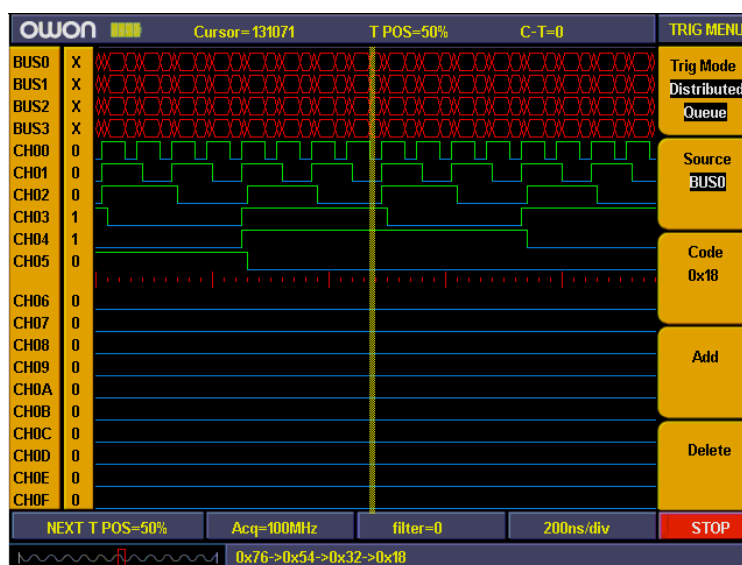 OWON Cursor=131071 T POS=50% C-T=0 TRIG MENU
BUS0 X
BUS1 X
BUS2 X
BUS3 X
CH00 0
CH01 0
CH02 0
CH03 1
CH04 1
CH05 0
CH06 0
CH07 0
CH08 0
CH09 0
CH0A 0
CH0B 0
CH0C 0
CH0D 0
CH0E 0
CH0F 0
Trig Mode
Distributed
Queue
Source
BUS0
Code
0x18
Add
Delete
NEXT T POS=50% Acq=100MHz filter=0 200ns/div STOP
0x76->0x54->0x32->0x18